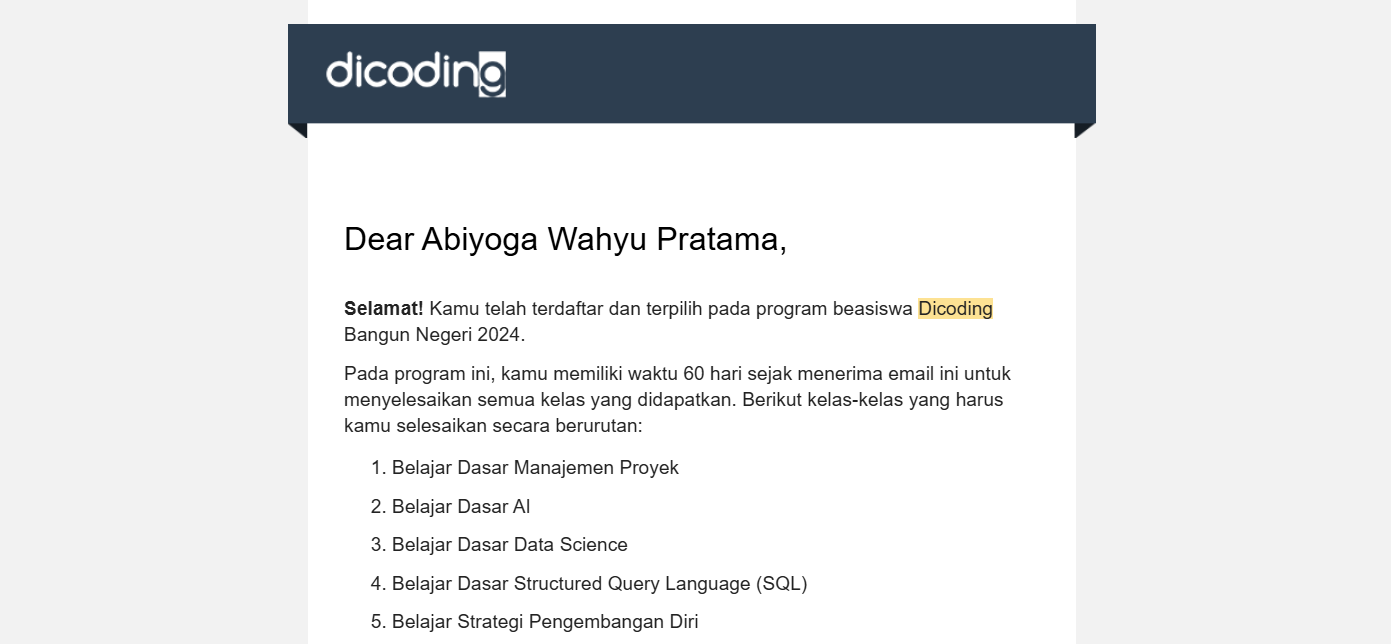 dicoding
Dear Abiyoga Wahyu Pratama,
Selamat! Kamu telah terdaftar dan terpilih pada program beasiswa Dicoding
Bangun Negeri 2024.
Pada program ini, kamu memiliki waktu 60 hari sejak menerima email ini untuk
menyelesaikan semua kelas yang didapatkan. Berikut kelas-kelas yang harus
kamu selesaikan secara berurutan:
1. Belajar Dasar Manajemen Proyek
2. Belajar Dasar AI
3. Belajar Dasar Data Science
4. Belajar Dasar Structured Query Language (SQL)
5. Belajar Strategi Pengembangan Diri